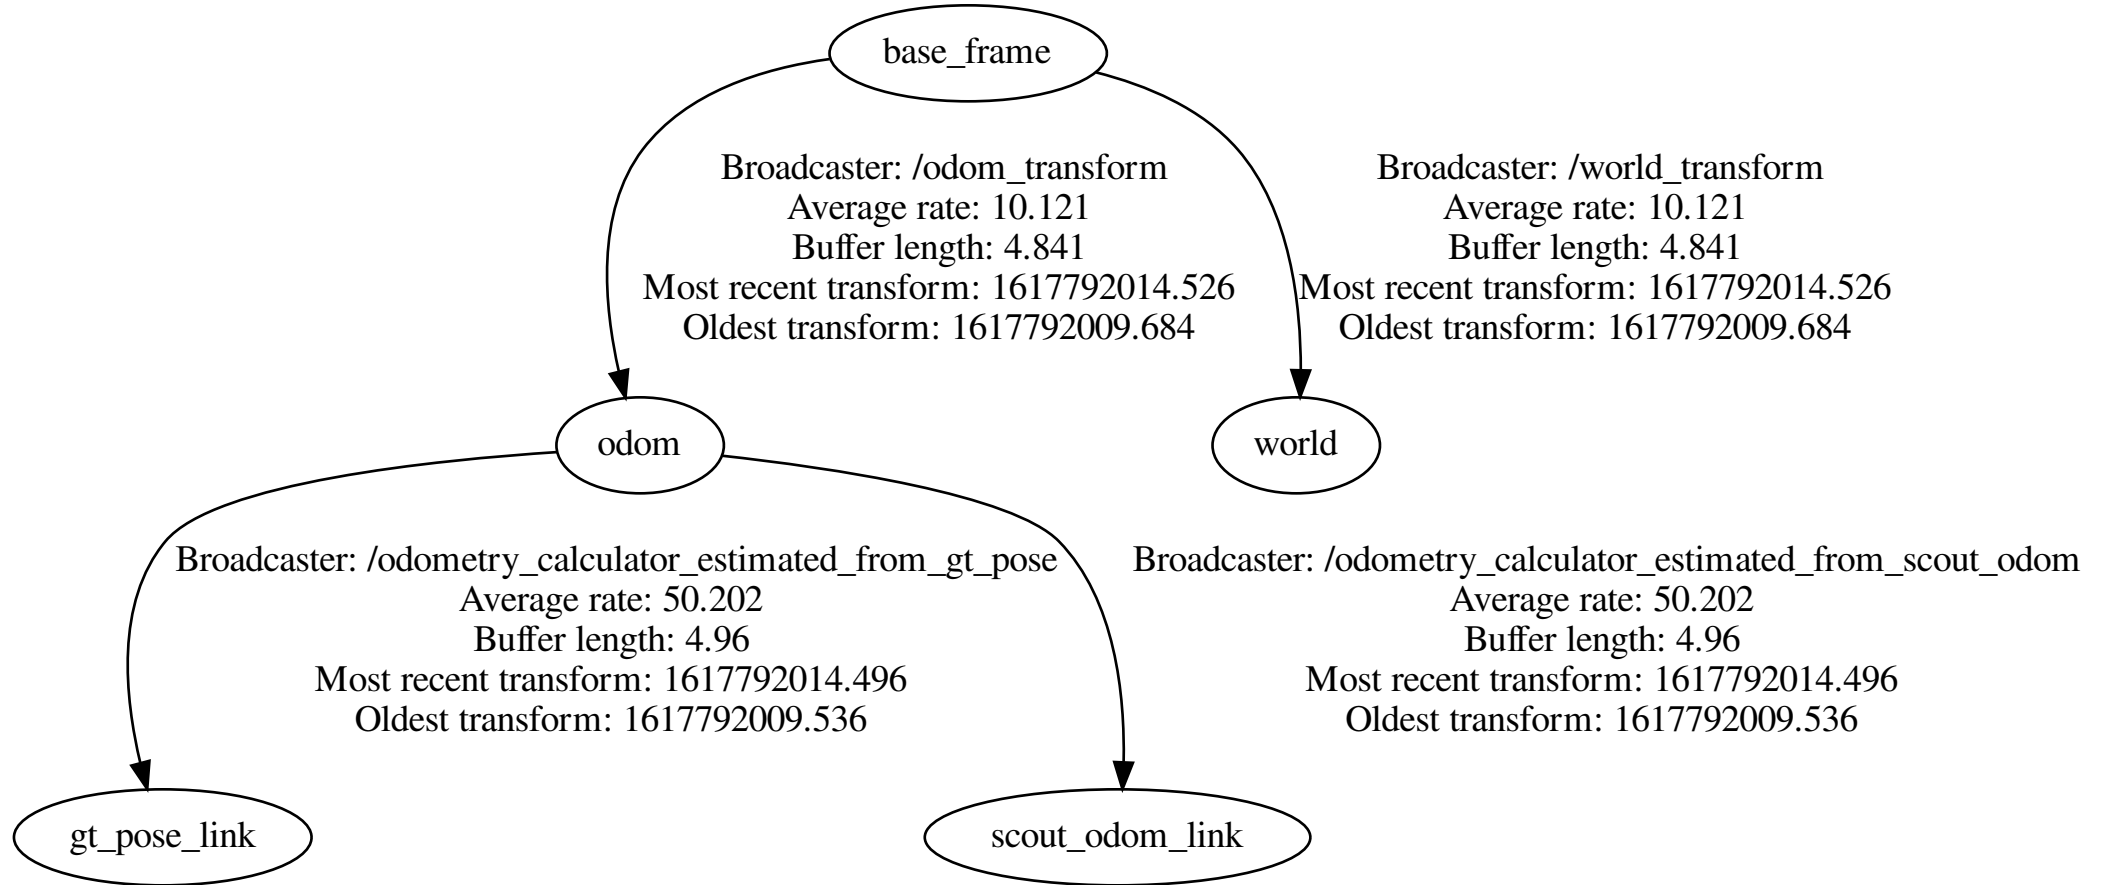 base_frame
Broadcaster: /odom_transform
Average rate: 10.121
Buffer length: 4.841
Most recent transform: 1617792014.526
Oldest transform: 1617792009.684
Broadcaster: /world_transform
Average rate: 10.121
Buffer length: 4.841
Most recent transform: 1617792014.526
Oldest transform: 1617792009.684
odom
world
Broadcaster: /odometry_calculator_estimated_from_gt_pose
Average rate: 50.202
Buffer length: 4.96
Most recent transform: 1617792014.496
Oldest transform: 1617792009.536
Broadcaster: /odometry_calculator_estimated_from_scout_odom
Average rate: 50.202
Buffer length: 4.96
Most recent transform: 1617792014.496
Oldest transform: 1617792009.536
gt_pose_link
scout_odom_link